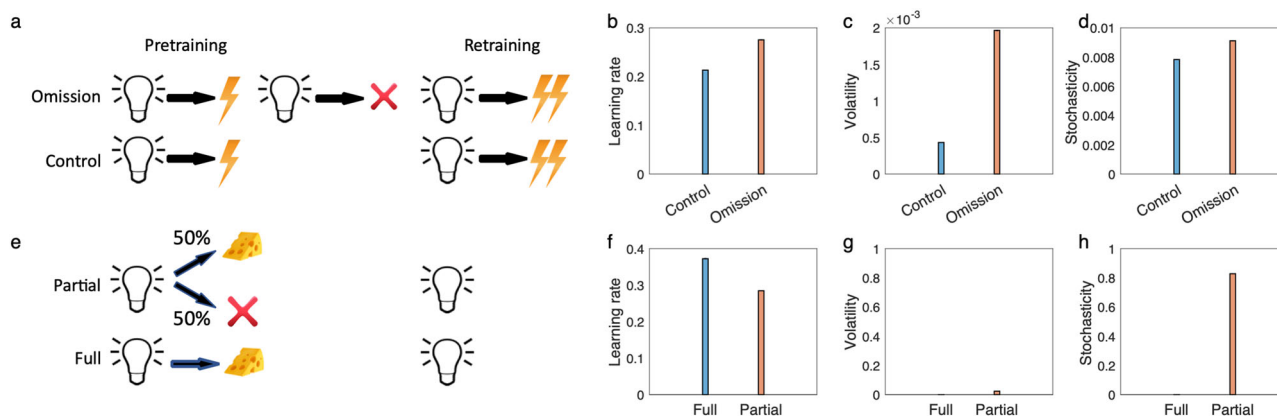 a
Pretraining
Retraining
Omission
Control
b
Learning rate
0.3
0.2
0.1
0
Control
Omission
c
×10⁻³
Volatility
2
1.5
1
0.5
0
Control
Omission
d
Stochasticity
0.01
0.008
0.006
0.004
0.002
0
Control
Omission
e
50%
Partial
50%
Full
f
Learning rate
0.4
0.3
0.2
0.1
0
Full
Partial
g
Volatility
1
0.8
0.6
0.4
0.2
0
Full
Partial
h
Stochasticity
1
0.8
0.6
0.4
0.2
0
Full
Partial